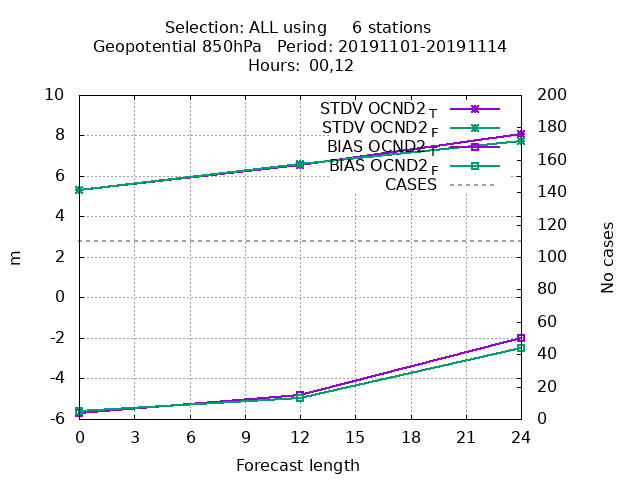 Selection: ALL using 6 stations
Geopotential 850hPa Period: 20191101-20191114
Hours: 00,12
10 200
8 180
6 160
4 140
2 120
0 100
-2 80
-4 60
-6 40
20
0
STDV OCND2 T
STDV OCND2 F
BIAS OCND2 T
BIAS OCND2 F
CASES
m
No cases
0 3 6 9 12 15 18 21 24
Forecast length